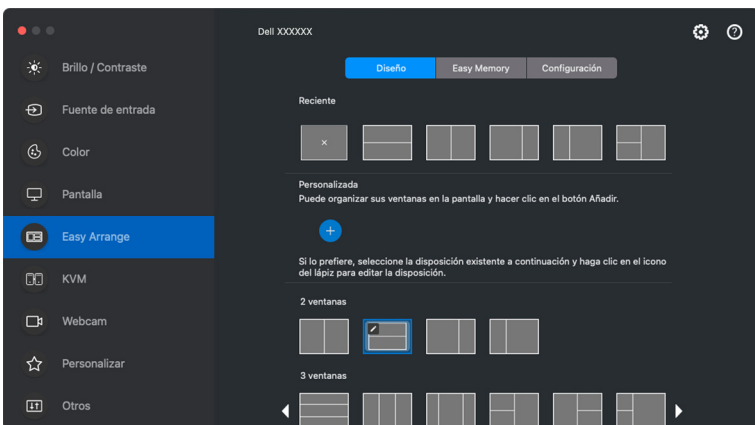 Dell XXXXXX
Brillo / Contraste
Fuente de entrada
Color
Pantalla
Easy Arrange
KVM
Webcam
Personalizar
Otros
Diseño
Easy Memory
Configuración
Reciente
Personalizada
Puede organizar sus ventanas en la pantalla y hacer clic en el botón Añadir.
Si lo prefiere, seleccione la disposición existente a continuación y haga clic en el icono
del lápiz para editar la disposición.
2 ventanas
3 ventanas